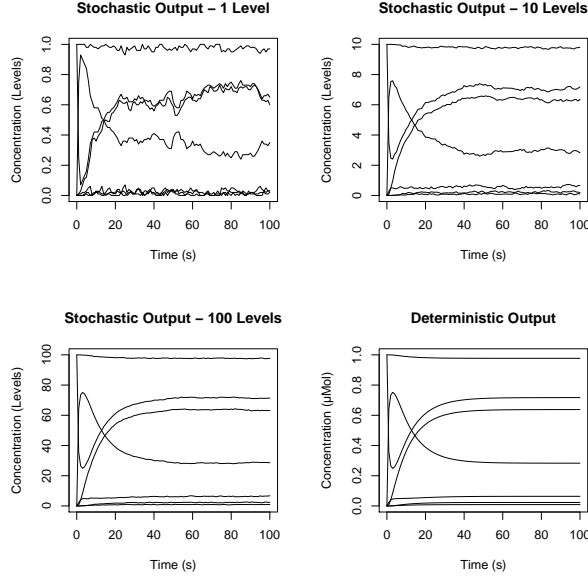 Stochastic Output – 1 Level
Concentration (Levels)
0.0 0.2 0.4 0.6 0.8 1.0
0 20 40 60 80 100
Time (s)
Stochastic Output – 10 Levels
Concentration (Levels)
0 2 4 6 8 10
0 20 40 60 80 100
Time (s)
Stochastic Output – 100 Levels
Concentration (Levels)
0 20 40 60 80 100
0 20 40 60 80 100
Time (s)
Deterministic Output
Concentration (μMol)
0.0 0.2 0.4 0.6 0.8 1.0
0 20 40 60 80 100
Time (s)